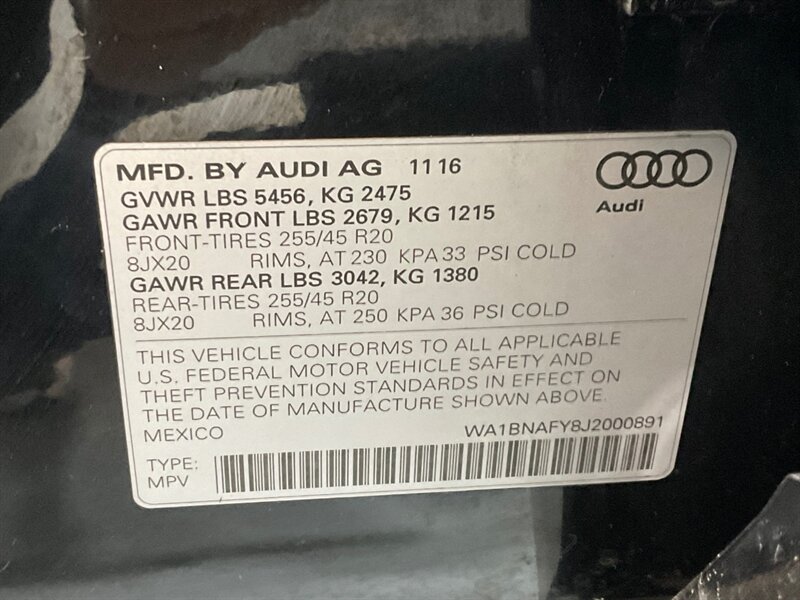 MFD. BY AUDI AG 11 16
GVWR LBS 5456, KG 2475
GAWR FRONT LBS 2679, KG 1215
FRONT-TIRES 255/45 R20
8JX20 RIMS, AT 230 KPA 33 PSI COLD
GAWR REAR LBS 3042, KG 1380
REAR-TIRES 255/45 R20
8JX20 RIMS, AT 250 KPA 36 PSI COLD
Audi
THIS VEHICLE CONFORMS TO ALL APPLICABLE
U.S. FEDERAL MOTOR VEHICLE SAFETY AND
THEFT PREVENTION STANDARDS IN EFFECT ON
THE DATE OF MANUFACTURE SHOWN ABOVE.
MEXICO WA1BNAFY8J2000891
TYPE:
MPV